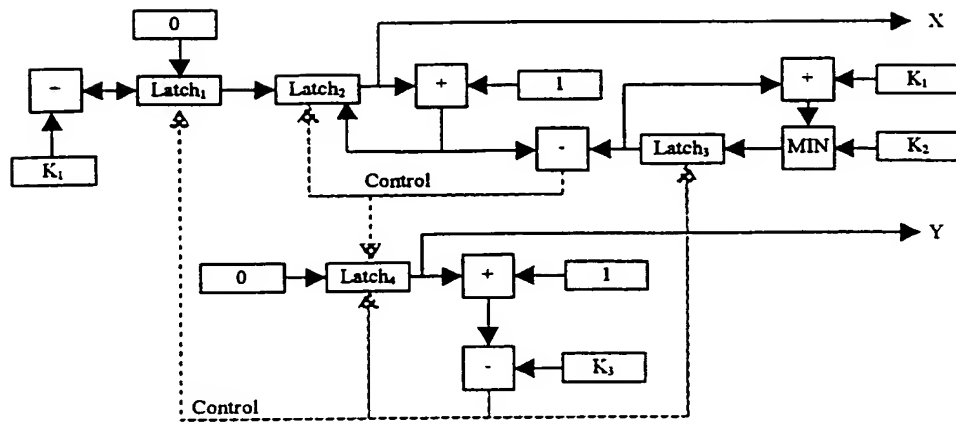 0
X
−
Latch₁
Latch₂
+
1
+
K₁
K₁
-
Latch₃
MIN
K₂
Control
Y
0
Latch₄
+
1
-
K₃
Control